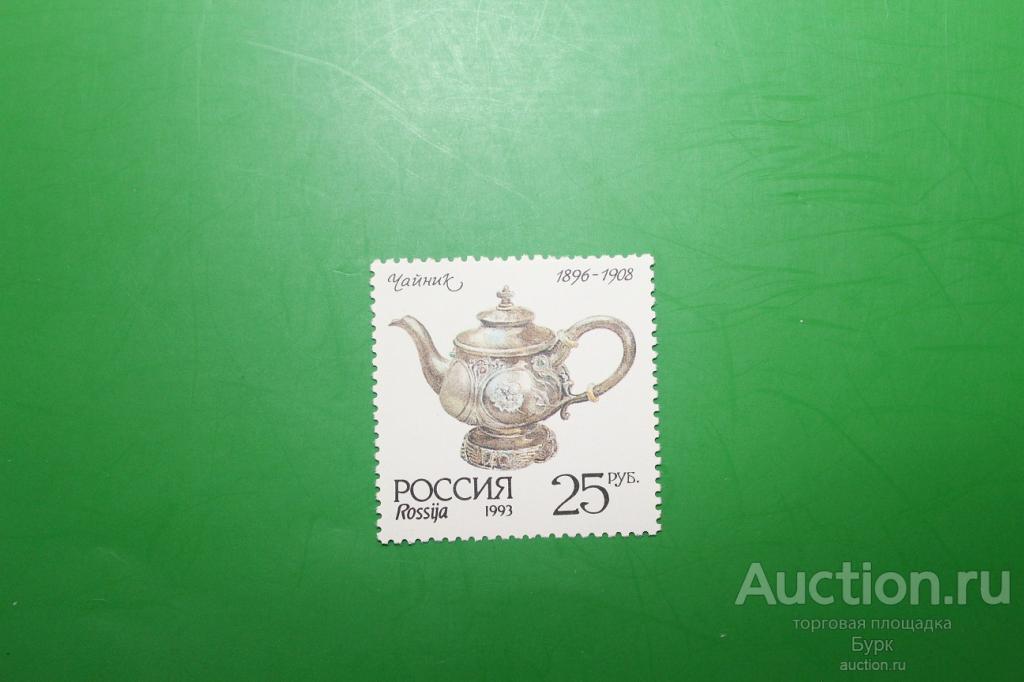 Чайник 1896-1908
РОССИЯ
Rossija 1993 25 РУБ.
Auction.ru
торговая площадка
Бурк
auction.ru